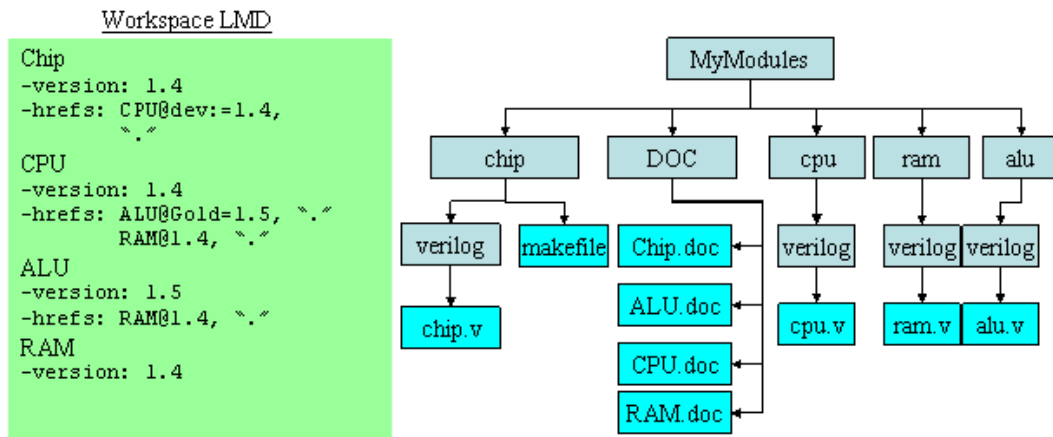 Workspace LMD
Chip
-version: 1.4
-hrefs: CPU@dev:=1.4,
"."
CPU
-version: 1.4
-hrefs: ALU@Gold=1.5, "."
RAM@1.4, "."
ALU
-version: 1.5
-hrefs: RAM@1.4, "."
RAM
-version: 1.4
MyModules
chip
DOC
cpu
ram
alu
verilog
makefile
Chip.doc
verilog
verilog
verilog
chip.v
ALU.doc
cpu.v
ram.v
alu.v
CPU.doc
RAM.doc